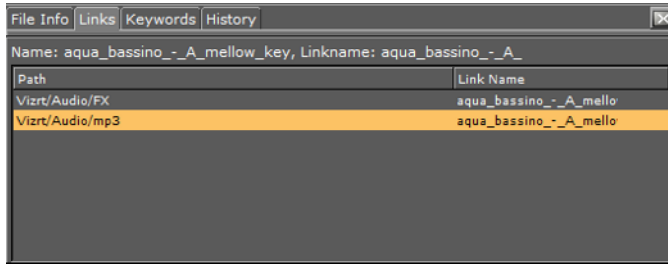 File Info Links Keywords History
Name: aqua_bassino_-_A_mellow_key, Linkname: aqua_bassino_-_A_
Path Link Name
Vizrt/Audio/FX aqua_bassino_-_A_mello
Vizrt/Audio/mp3 aqua_bassino_-_A_mello